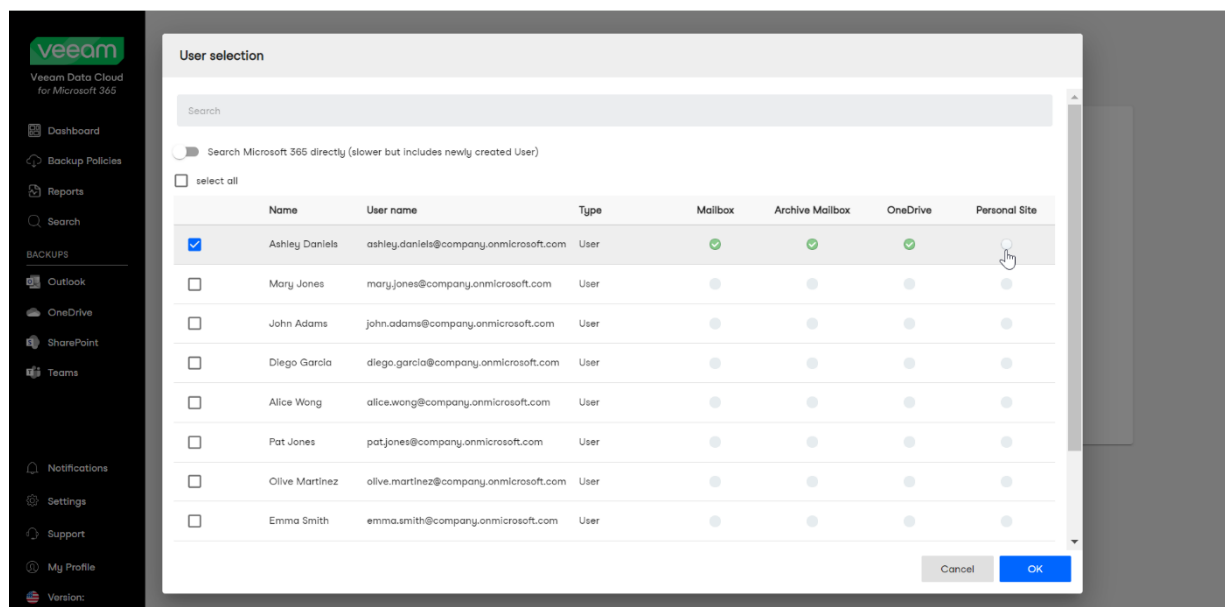 veeam
Veeam Data Cloud
for Microsoft 365
Dashboard
Backup Policies
Reports
Search
BACKUPS
Outlook
OneDrive
SharePoint
Teams
Notifications
Settings
Support
My Profile
Version:
User selection
Search
Search Microsoft 365 directly (slower but includes newly created User)
select all
Name User name Type Mailbox Archive Mailbox OneDrive Personal Site
Ashley Daniels ashley.daniels@company.onmicrosoft.com User
Mary Jones mary.jones@company.onmicrosoft.com User
John Adams john.adams@company.onmicrosoft.com User
Diego Garcia diego.garcia@company.onmicrosoft.com User
Alice Wong alice.wong@company.onmicrosoft.com User
Pat Jones pat.jones@company.onmicrosoft.com User
Olive Martinez olive.martinez@company.onmicrosoft.com User
Emma Smith emma.smith@company.onmicrosoft.com User
Cancel OK